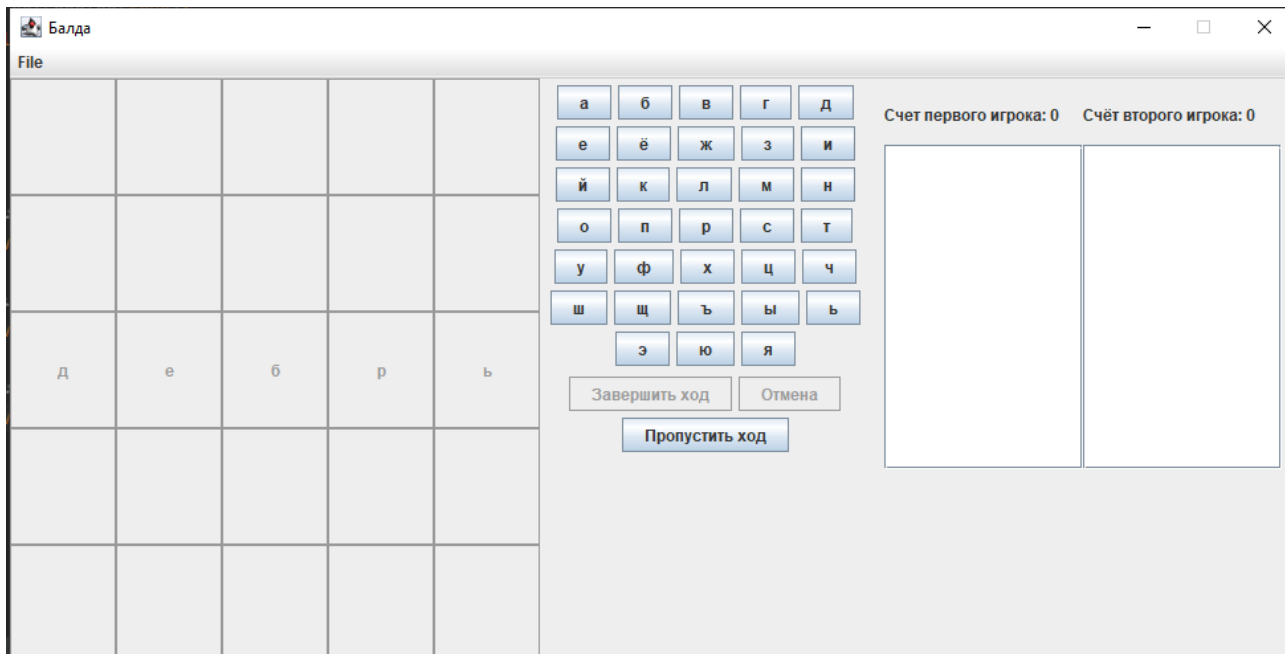 Балда
File
а б в г д
Счет первого игрока: 0 Счёт второго игрока: 0
е ё ж з и
й к л м н
о п р с т
у ф х ц ч
ш щ ъ ы ь
э ю я
д е б р ь
Завершить ход Отмена
Пропустить ход